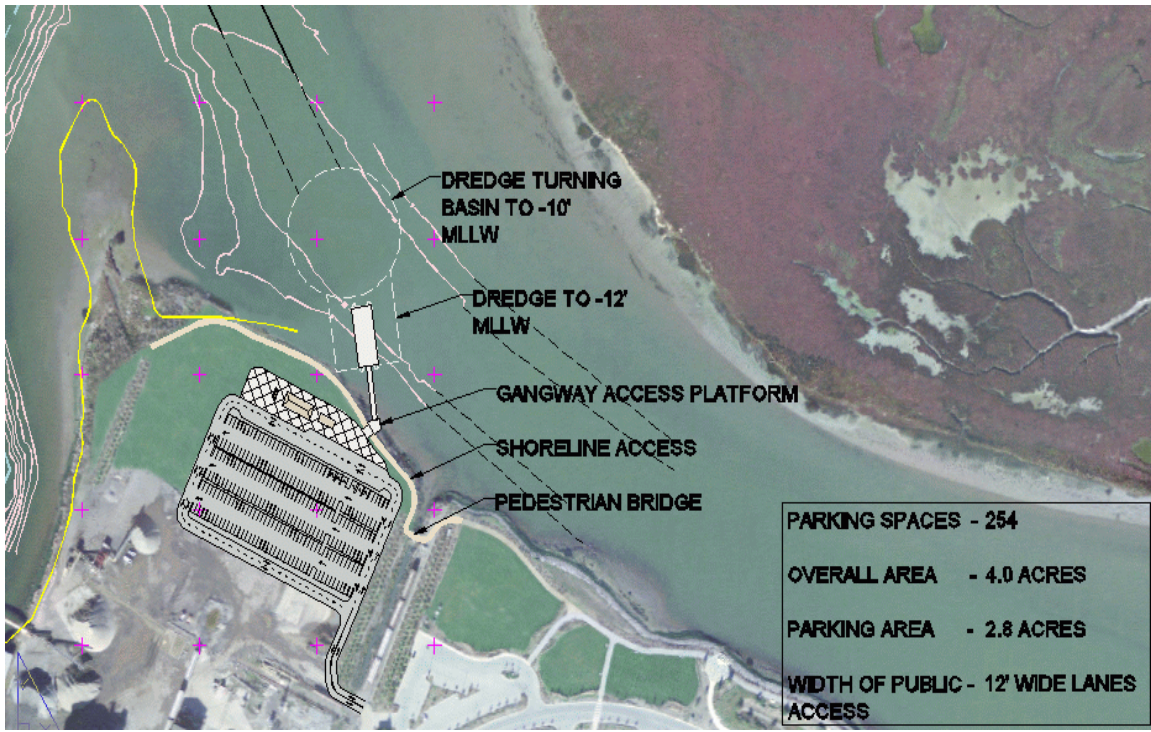 DREDGE TURNING
BASIN TO -10'
MLLW
DREDGE TO -12'
MLLW
GANGWAY ACCESS PLATFORM
SHORELINE ACCESS
PEDESTRIAN BRIDGE
PARKING SPACES - 254
OVERALL AREA - 4.0 ACRES
PARKING AREA - 2.8 ACRES
WIDTH OF PUBLIC - 12' WIDE LANES
ACCESS